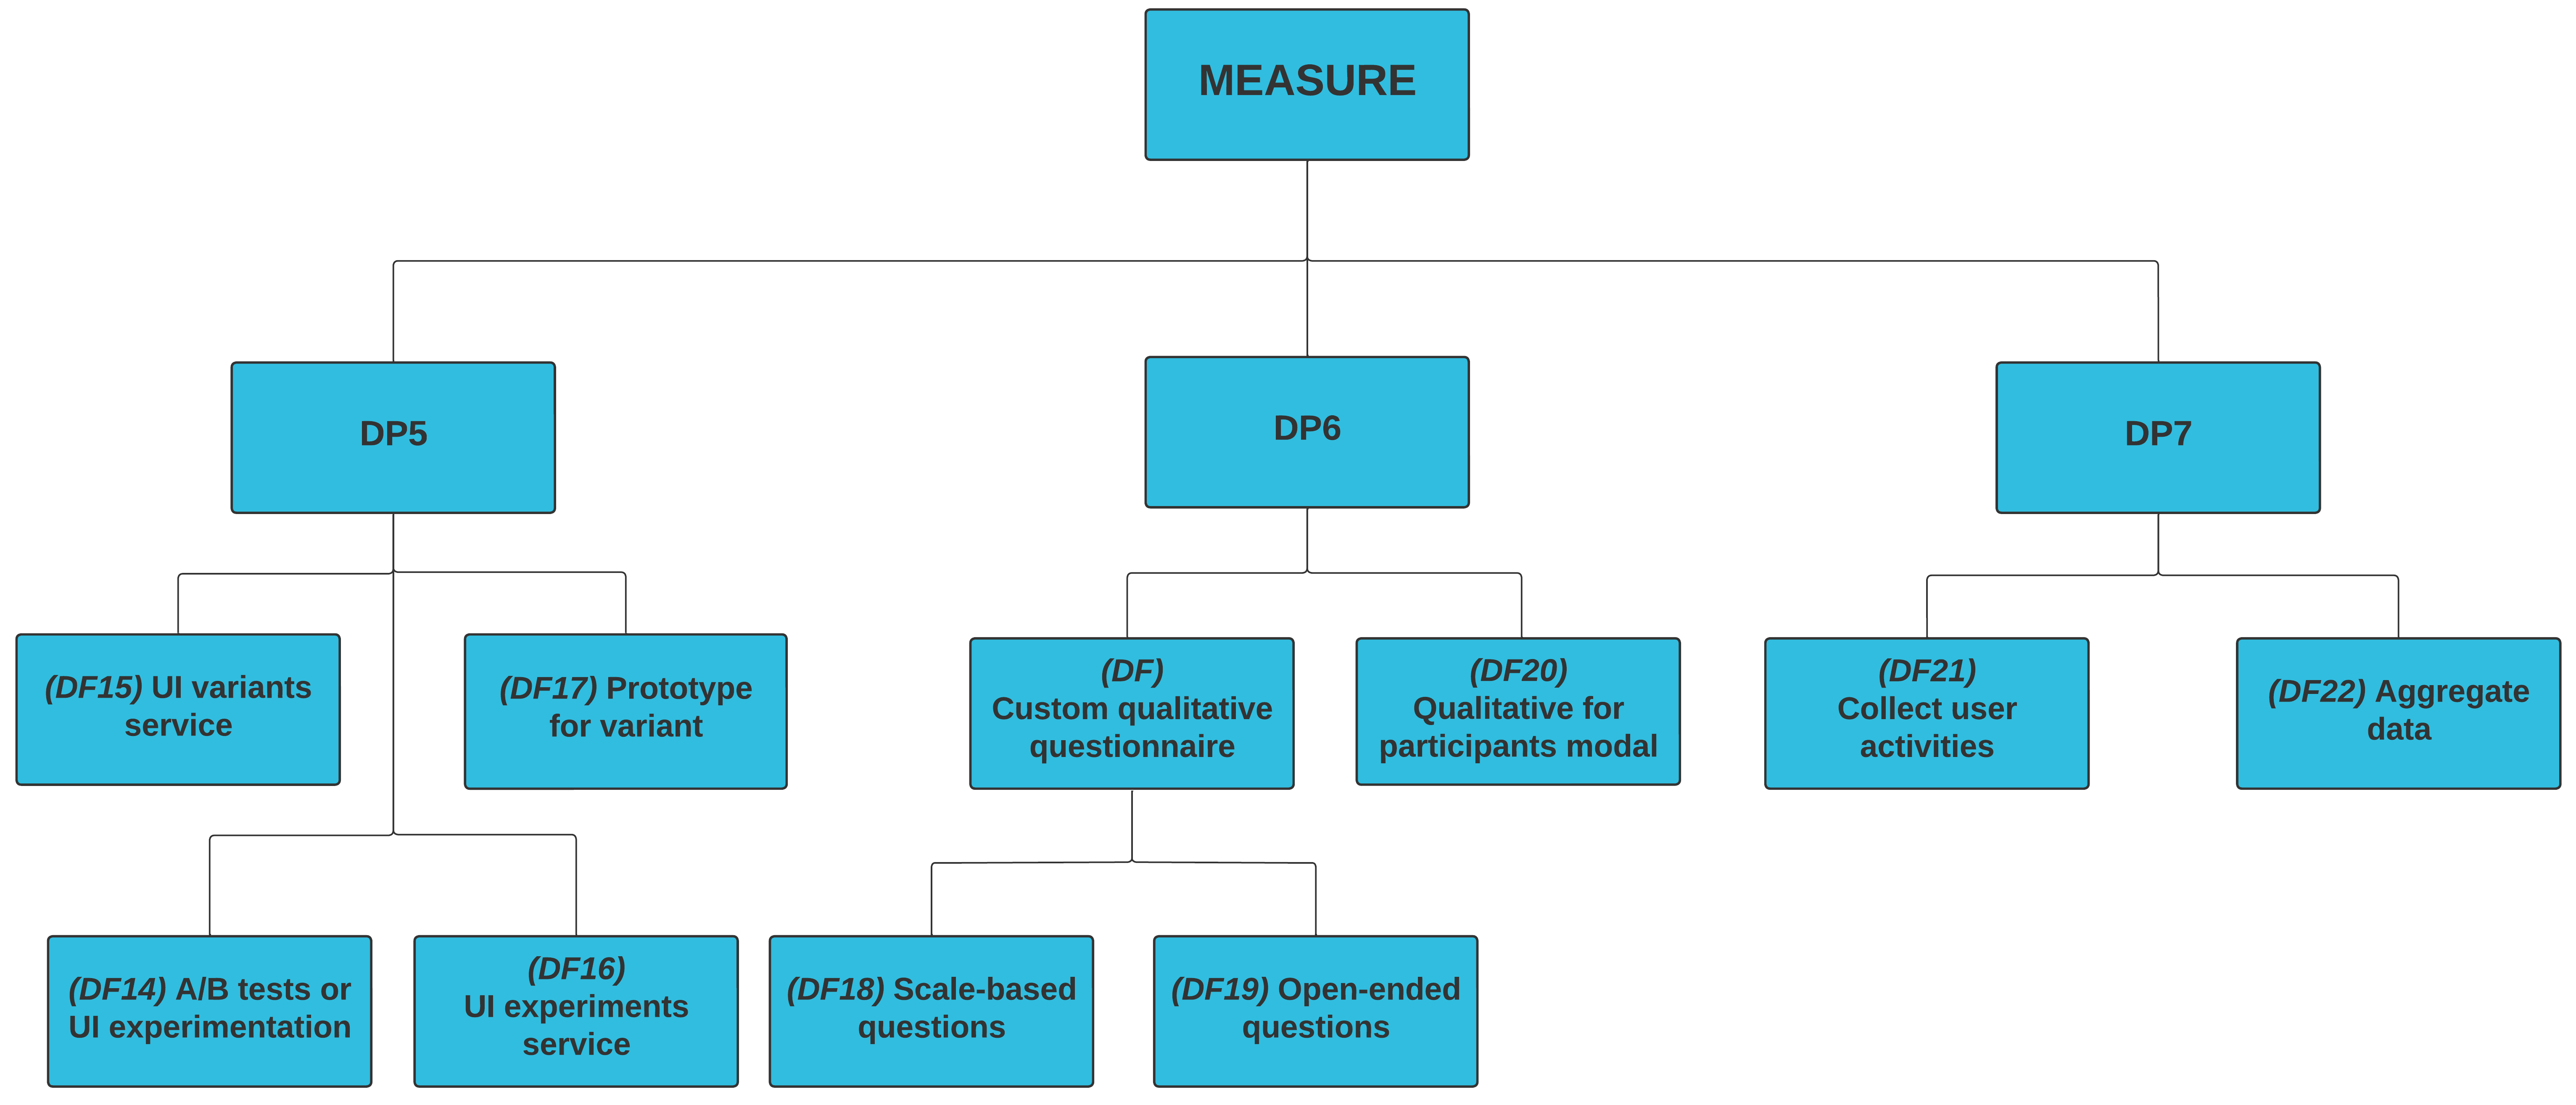 MEASURE
DP5
DP6
DP7
(DF15) UI variants
service
(DF17) Prototype
for variant
(DF)
Custom qualitative
questionnaire
(DF20)
Qualitative for
participants modal
(DF21)
Collect user
activities
(DF22) Aggregate
data
(DF14) A/B tests or
UI experimentation
(DF16)
UI experiments
service
(DF18) Scale-based
questions
(DF19) Open-ended
questions